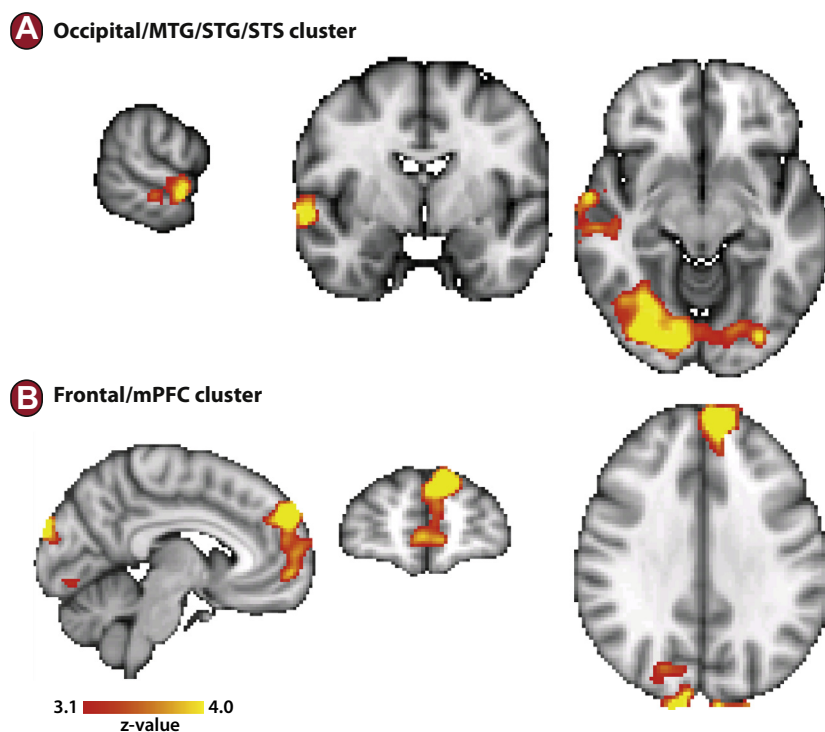 A Occipital/MTG/STG/STS cluster
B Frontal/mPFC cluster
3.1 4.0
z-value